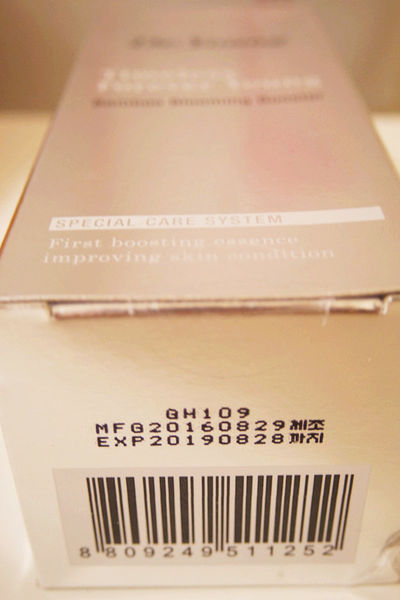 SPECIAL CARE SYSTEM
First boosting essence
improving skin condition
GH109
MFG20160829제조
EXP20190828까지
8 809249 511252